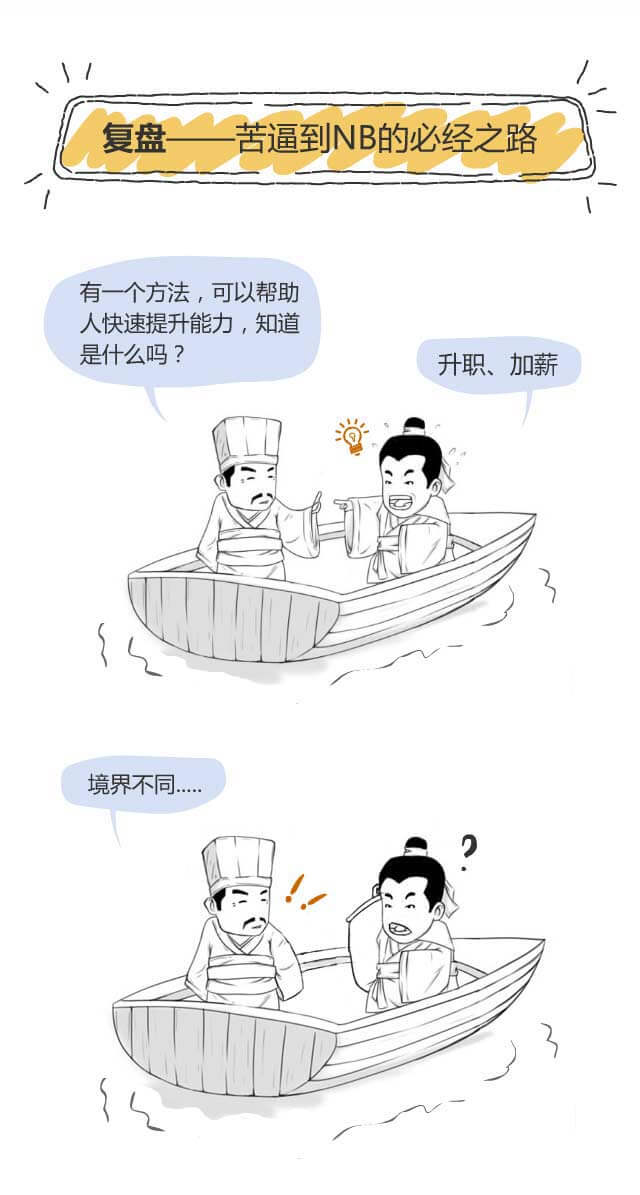 复盘——苦逼到NB的必经之路
有一个方法，可以帮助
人快速提升能力，知道
是什么吗？
升职、加薪
境界不同.....
?